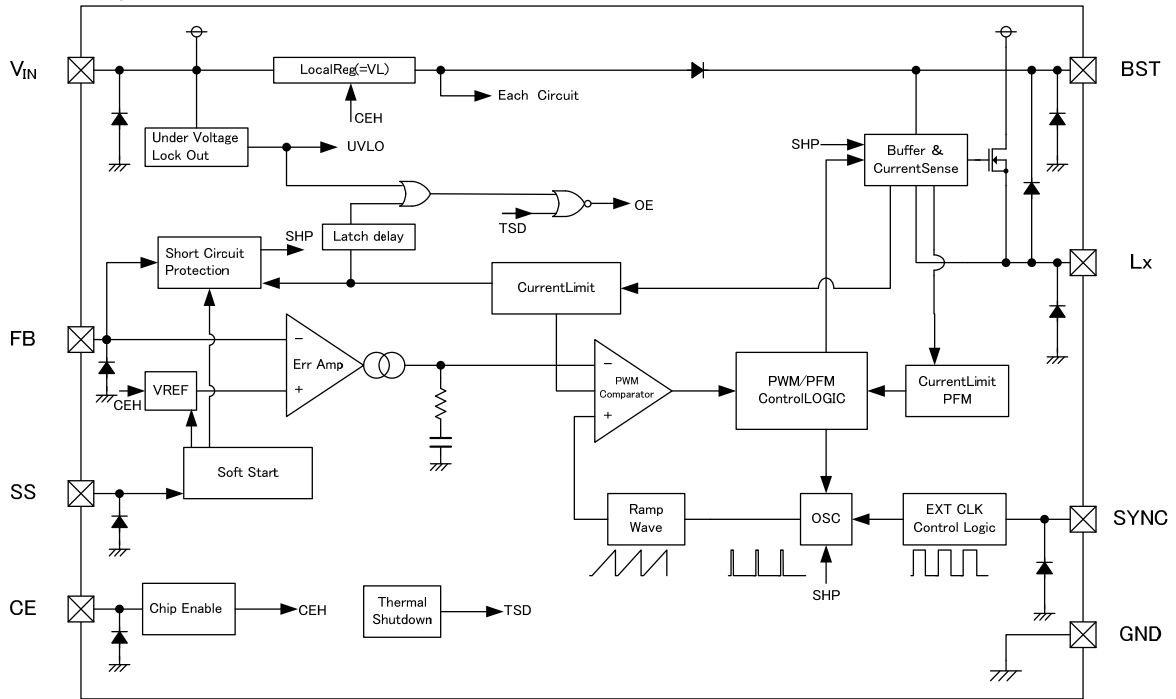 VIN
LocalReg(=VL)
BST
Each Circuit
CEH
Under Voltage
Lock Out
UVLO
SHP
Buffer &
CurrentSense
OE
TSD
Latch delay
SHP
Short Circuit
Protection
Lx
CurrentLimit
FB
−
Err Amp
+
−
PWM
Comparator
+
PWM/PFM
ControlLOGIC
CurrentLimit
PFM
CEH
VREF
Soft Start
SS
Ramp
Wave
OSC
EXT CLK
Control Logic
SYNC
SHP
CE
Chip Enable
CEH
Thermal
Shutdown
TSD
GND